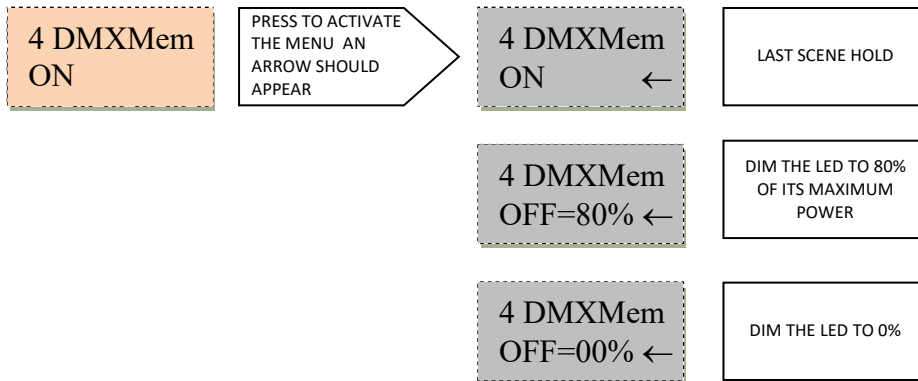 4 DMXMem
ON
PRESS TO ACTIVATE
THE MENU AN
ARROW SHOULD
APPEAR
4 DMXMem
ON ←
LAST SCENE HOLD
4 DMXMem
OFF=80% ←
DIM THE LED TO 80%
OF ITS MAXIMUM
POWER
4 DMXMem
OFF=00% ←
DIM THE LED TO 0%